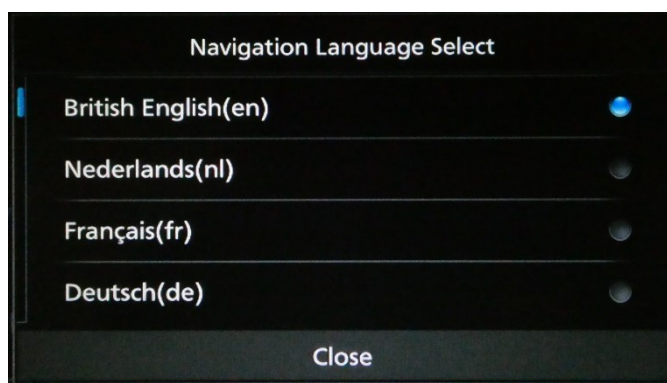 Navigation Language Select
British English(en)
Nederlands(nl)
Français(fr)
Deutsch(de)
Close